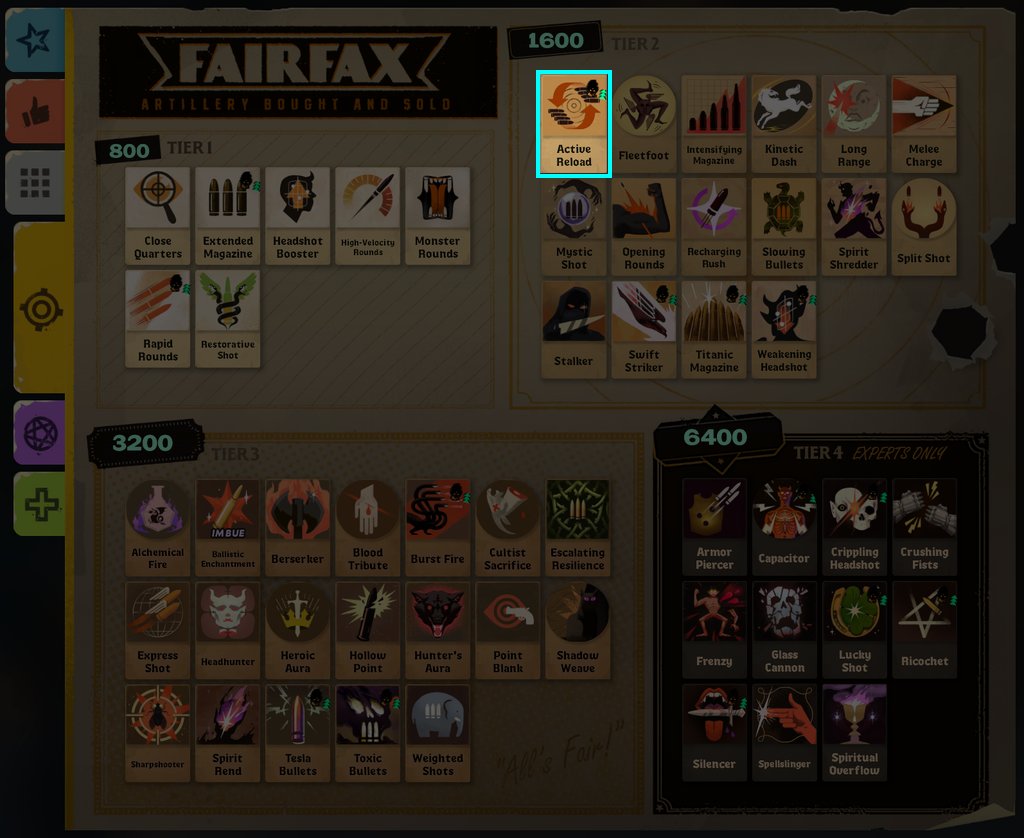 FAIRFAX
ARTILLERY BOUGHT AND SOLD
800 TIER 1
Close
Quarters
Extended
Magazine
Headshot
Booster
High-Velocity
Rounds
Monster
Rounds
Rapid
Rounds
Restorative
Shot
1600 TIER 2
Active
Reload
Fleetfoot
Intensifying
Magazine
Kinetic
Dash
Long
Range
Melee
Charge
Mystic
Shot
Opening
Rounds
Recharging
Rush
Slowing
Bullets
Spirit
Shredder
Split Shot
Stalker
Swift
Striker
Titanic
Magazine
Weakening
Headshot
3200 TIER 3
Alchemical
Fire
IMBUE
Ballistic
Enchantment
Berserker
Blood
Tribute
Burst Fire
Cultist
Sacrifice
Escalating
Resilience
Express
Shot
Headhunter
Heroic
Aura
Hollow
Point
Hunter's
Aura
Point
Blank
Shadow
Weave
Sharpshooter
Spirit
Rend
Tesla
Bullets
Toxic
Bullets
Weighted
Shots
"All's Fair!"
6400 TIER 4 EXPERTS ONLY
Armor
Piercer
Capacitor
Crippling
Headshot
Crushing
Fists
Frenzy
Glass
Cannon
Lucky
Shot
Ricochet
Silencer
Spellslinger
Spiritual
Overflow